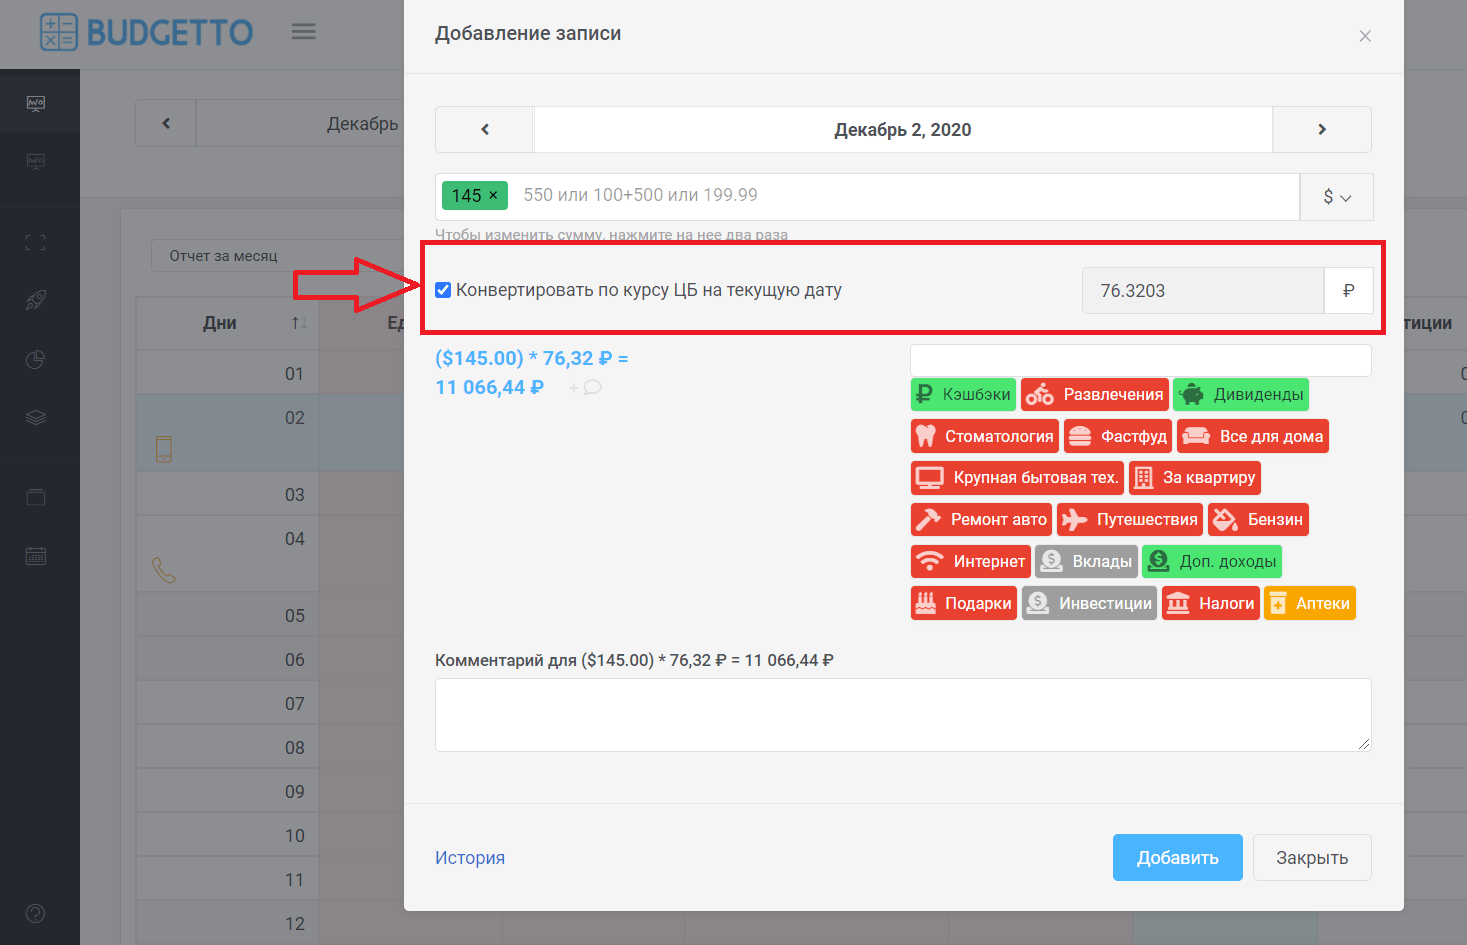 BUDGETTO
Добавление записи
×
Декабрь
Декабрь 2, 2020
145 ×
550 или 100+500 или 199.99
$
Чтобы изменить сумму, нажмите на нее два раза
Отчет за месяц
Конвертировать по курсу ЦБ на текущую дату
76.3203
₽
Дни
Ед
тиции
($145.00) * 76,32 ₽ =
11 066,44 ₽
+
Кэшбэки
Развлечения
Дивиденды
Стоматология
Фастфуд
Все для дома
Крупная бытовая тех.
За квартиру
Ремонт авто
Путешествия
Бензин
Интернет
Вклады
Доп. доходы
Подарки
Инвестиции
Налоги
Аптеки
Комментарий для ($145.00) * 76,32 ₽ = 11 066,44 ₽
01
02
03
04
05
06
07
08
09
10
11
12
История
Добавить
Закрыть